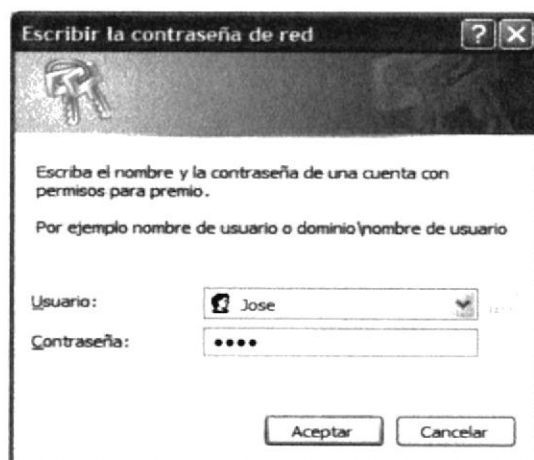 Escribir la contraseña de red
Escriba el nombre y la contraseña de una cuenta con
permisos para premio.
Por ejemplo nombre de usuario o dominio\nombre de usuario
Usuario: Jose
Contraseña: ••••
Aceptar Cancelar